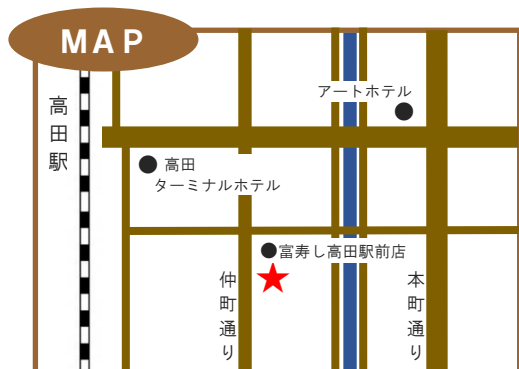 MAP
高田駅
アートホテル
高田
ターミナルホテル
富寿し高田駅前店
仲町通り
本町通り